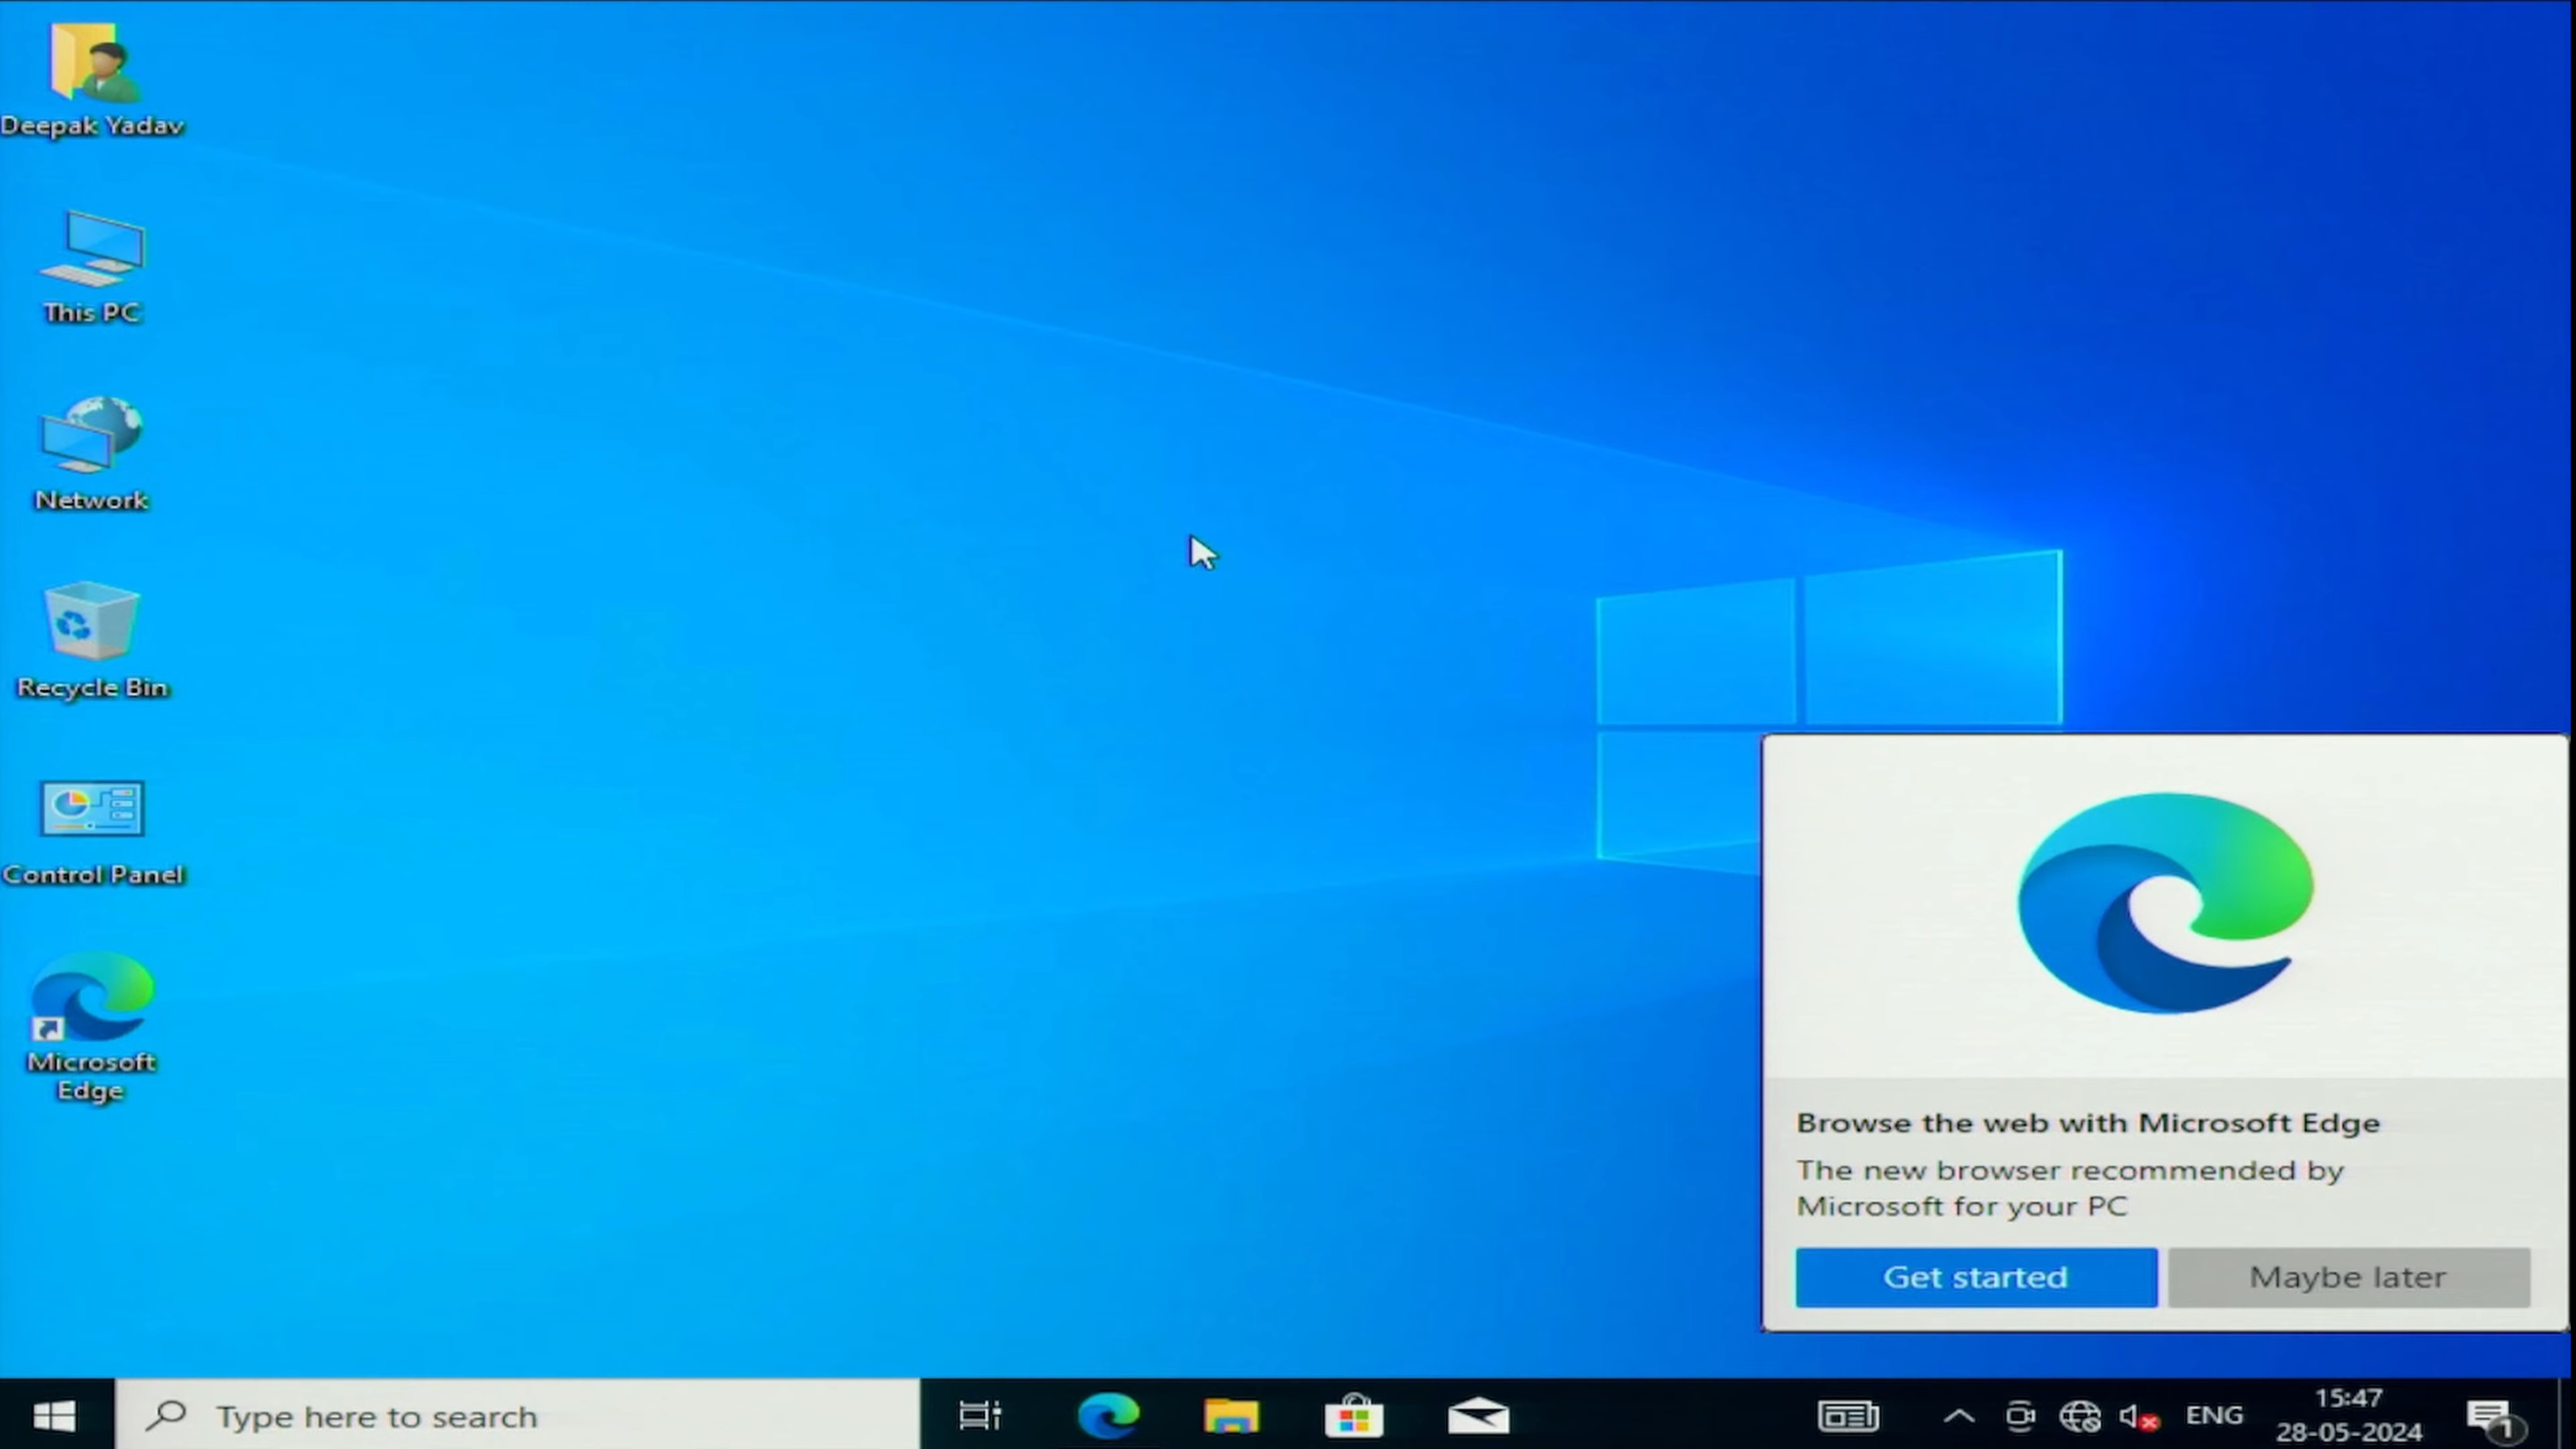 Deepak Yadav
This PC
Network
Recycle Bin
Control Panel
Microsoft
Edge
Browse the web with Microsoft Edge
The new browser recommended by
Microsoft for your PC
Get started
Maybe later
Type here to search
ENG
15:47
28-05-2024
1